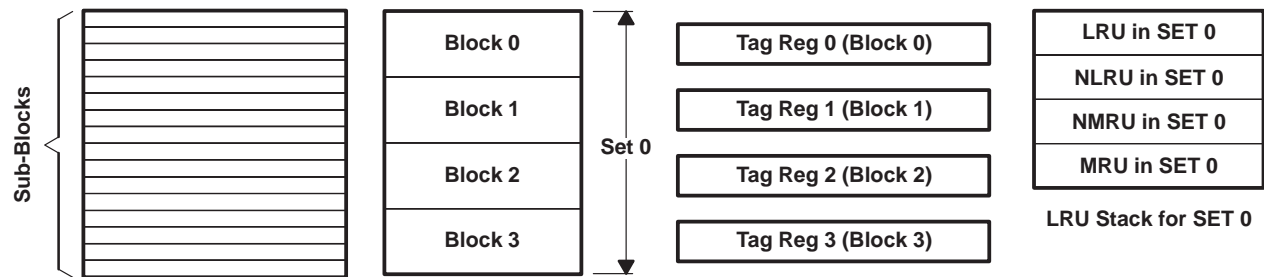 Sub-Blocks
Block 0
Block 1
Block 2
Block 3
Set 0
Tag Reg 0 (Block 0)
Tag Reg 1 (Block 1)
Tag Reg 2 (Block 2)
Tag Reg 3 (Block 3)
LRU in SET 0
NLRU in SET 0
NMRU in SET 0
MRU in SET 0
LRU Stack for SET 0